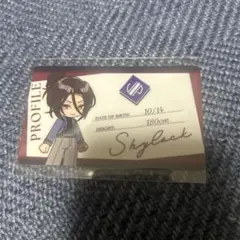 PROFILE
DATE OF BIRTH 10/14
HEIGHT 180cm
Shylock